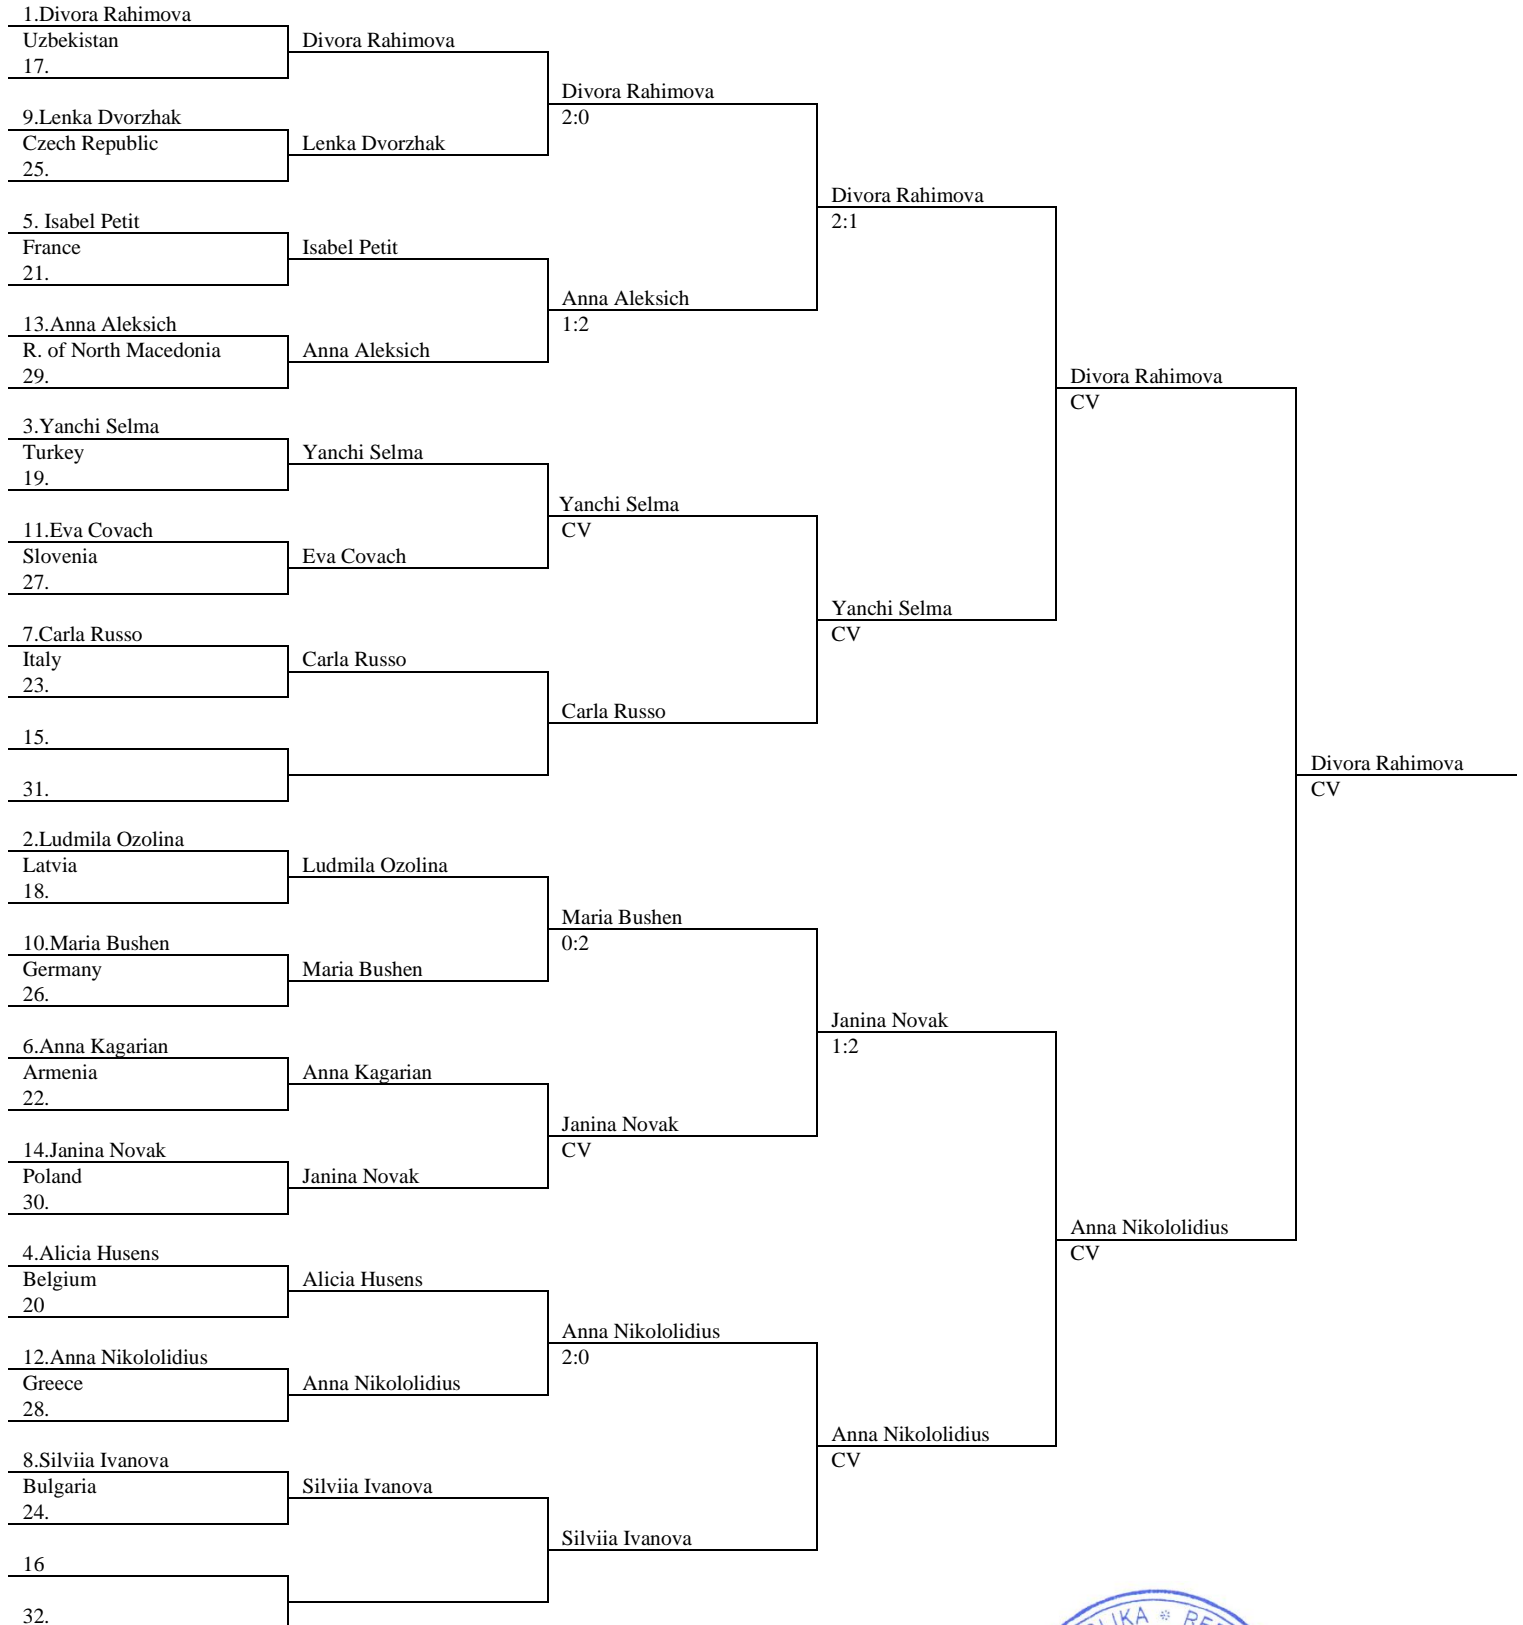 1.Divora Rahimova
Uzbekistan
17.
9.Lenka Dvorzhak
Czech Republic
25.
5. Isabel Petit
France
21.
13.Anna Aleksich
R. of North Macedonia
29.
3.Yanchi Selma
Turkey
19.
11.Eva Covach
Slovenia
27.
7.Carla Russo
Italy
23.
15.
31.
2.Ludmila Ozolina
Latvia
18.
10.Maria Bushen
Germany
26.
6.Anna Kagarian
Armenia
22.
14.Janina Novak
Poland
30.
4.Alicia Husens
Belgium
20
12.Anna Nikololidius
Greece
28.
8.Silviia Ivanova
Bulgaria
24.
16
32.
Divora Rahimova
Lenka Dvorzhak
Isabel Petit
Anna Aleksich
Yanchi Selma
Eva Covach
Carla Russo
Ludmila Ozolina
Maria Bushen
Anna Kagarian
Janina Novak
Alicia Husens
Anna Nikololidius
Silviia Ivanova
Divora Rahimova
2:0
Anna Aleksich
1:2
Yanchi Selma
CV
Carla Russo
Maria Bushen
0:2
Janina Novak
CV
Anna Nikololidius
2:0
Silviia Ivanova
Divora Rahimova
2:1
Yanchi Selma
CV
Janina Novak
1:2
Anna Nikololidius
CV
Divora Rahimova
CV
Anna Nikololidius
CV
Divora Rahimova
CV